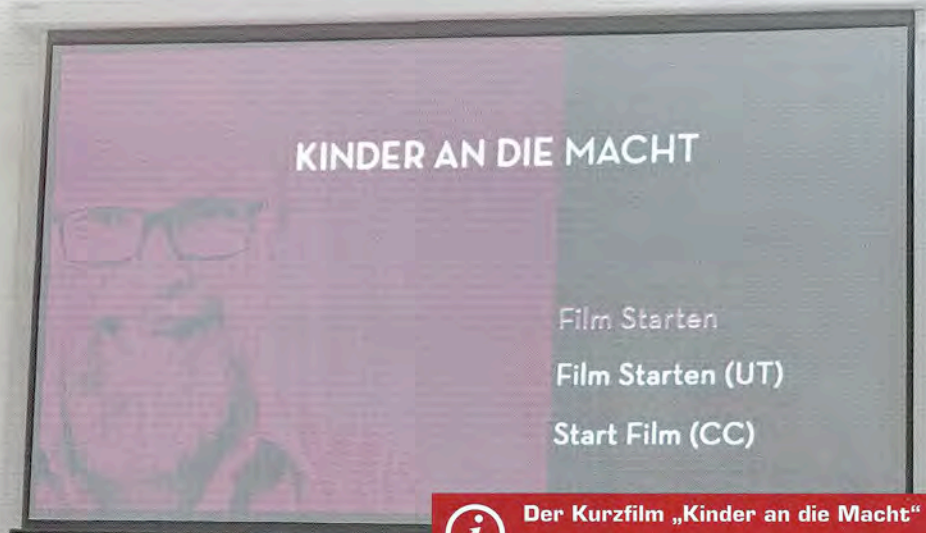 KINDER AN DIE MACHT
Film Starten
Film Starten (UT)
Start Film (CC)
i
Der Kurzfilm „Kinder an die Macht“